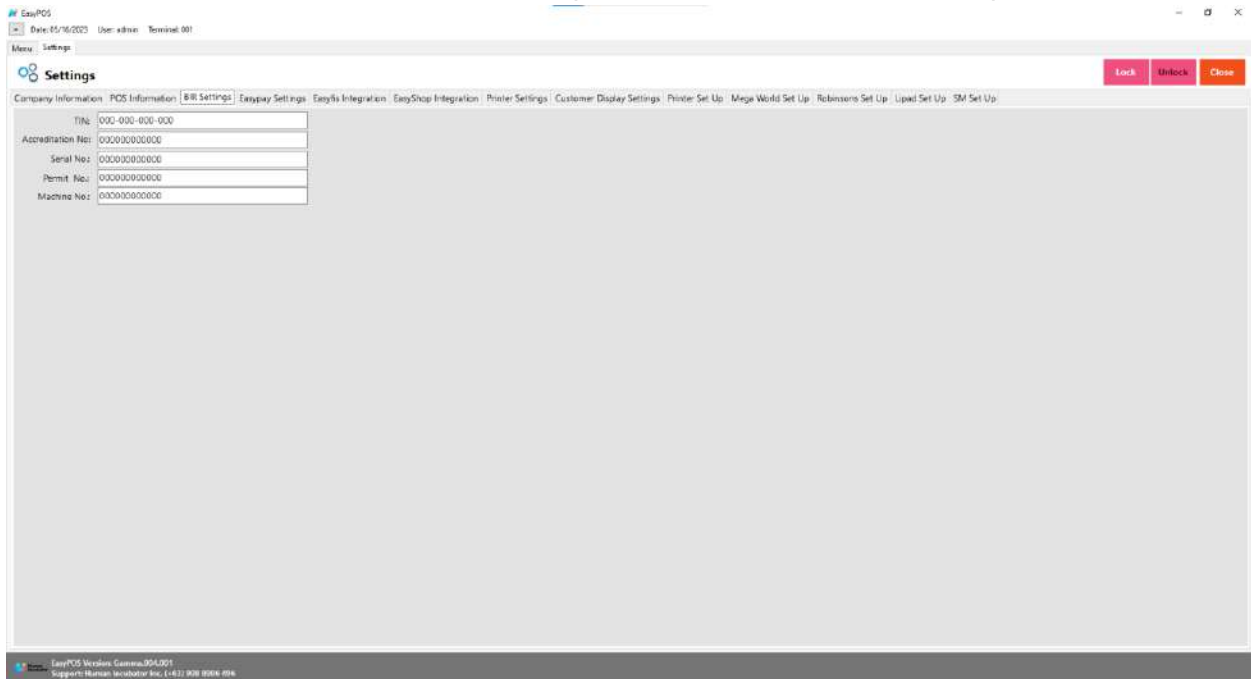 EasyPOS
Date: 05/16/2023 User: admin Terminal: 001
Menu Settings
Settings
Lock Unlock Close
Company Information POS Information Bill Settings Easypay Settings Easyfis Integration EasyShop Integration Printer Settings Customer Display Settings Printer Set Up Mega World Set Up Robinsons Set Up Lipad Set Up SM Set Up
TIN: 000-000-000-000
Accreditation No.: 000000000000
Serial No.: 000000000000
Permit No.: 000000000000
Machine No.: 000000000000
EasyPOS Version: Gamma.004.001
Support: Human Incubator Inc. (+63)